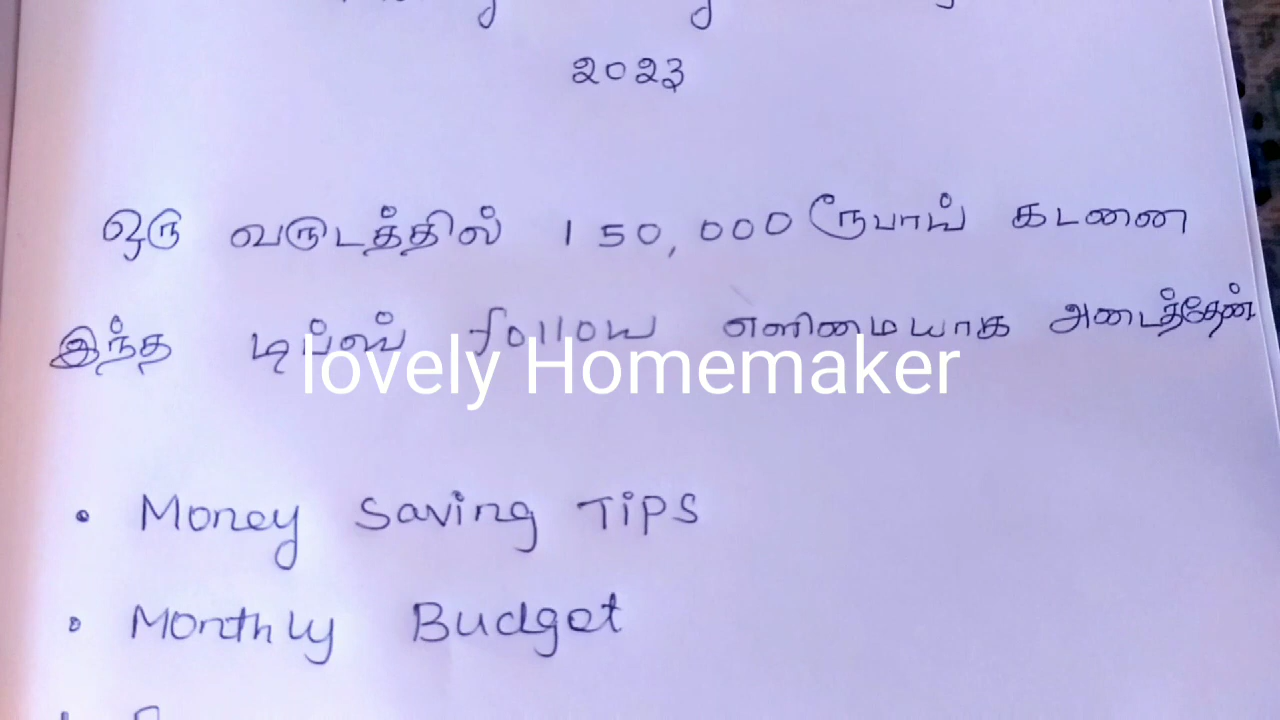 2023
ஒரு வருடத்தில் 150,000 ரூபாய் கடனை
இந்த டிப்ஸ் follow எளிமையாக அடைத்தேன்
lovely Homemaker
• Money Saving Tips
• Monthly Budget